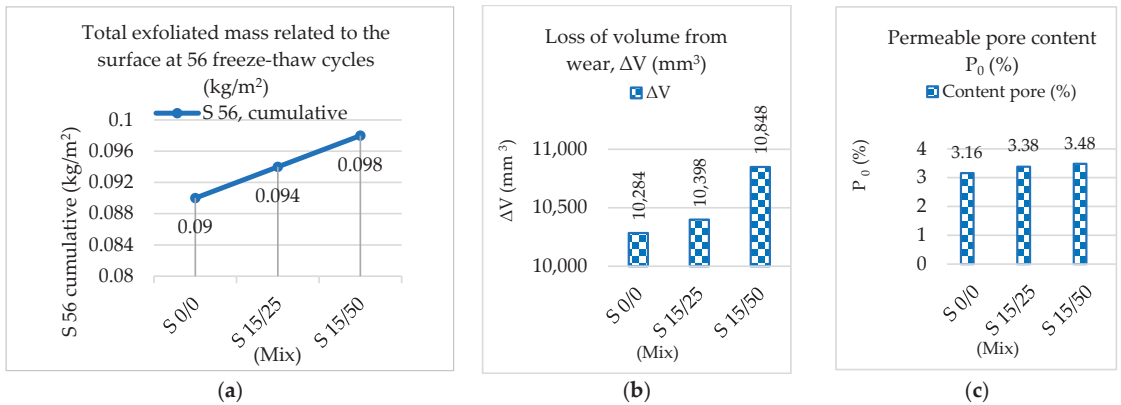 Total exfoliated mass related to the
surface at 56 freeze-thaw cycles
(kg/m²)
S 56, cumulative
S 56 cumulative (kg/m²)
0.1
0.096
0.092
0.088
0.084
0.08
0.09
0.094
0.098
S 0/0
S 15/25
S 15/50
(Mix)
(a)
Loss of volume from
wear, ΔV (mm³)
ΔV
ΔV (mm³)
11,000
10,500
10,000
10,284
10,398
10,848
S 0/0
S 15/25
S 15/50
(Mix)
(b)
Permeable pore content
P₀ (%)
Content pore (%)
P₀ (%)
4
3
2
1
0
3.16
3.38
3.48
S 0/0
S 15/25
S 15/50
(Mix)
(c)